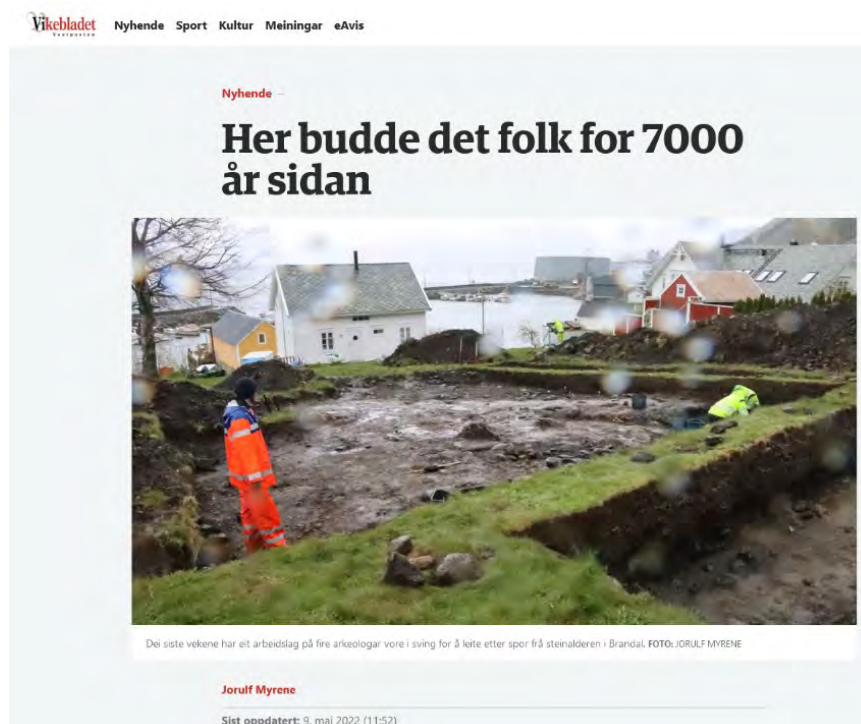 Vikebladet
Vestposten
Nyhende Sport Kultur Meiningar eAvis
Nyhende
Her budde det folk for 7000
år sidan
Dei siste vekene har eit arbeidslag på fire arkeologar vore i sving for å leite etter spor frå steinalderen i Brandal. FOTO: JORULF MYRENE
Jorulf Myrene
Sist oppdatert: 9. mai 2022 (11:52)